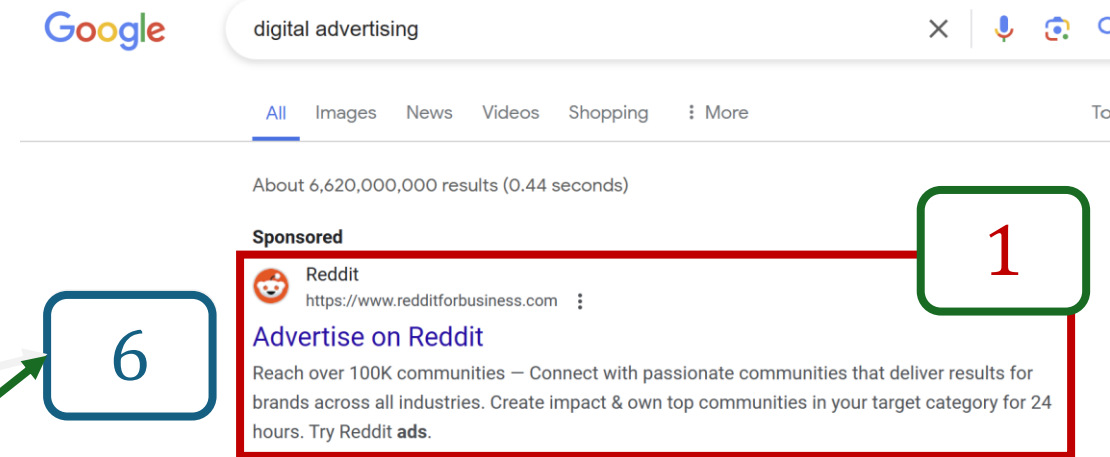 Google
digital advertising
All Images News Videos Shopping More
About 6,620,000,000 results (0.44 seconds)
Sponsored
1
Reddit
https://www.redditforbusiness.com
6
Advertise on Reddit
Reach over 100K communities — Connect with passionate communities that deliver results for
brands across all industries. Create impact & own top communities in your target category for 24
hours. Try Reddit ads.